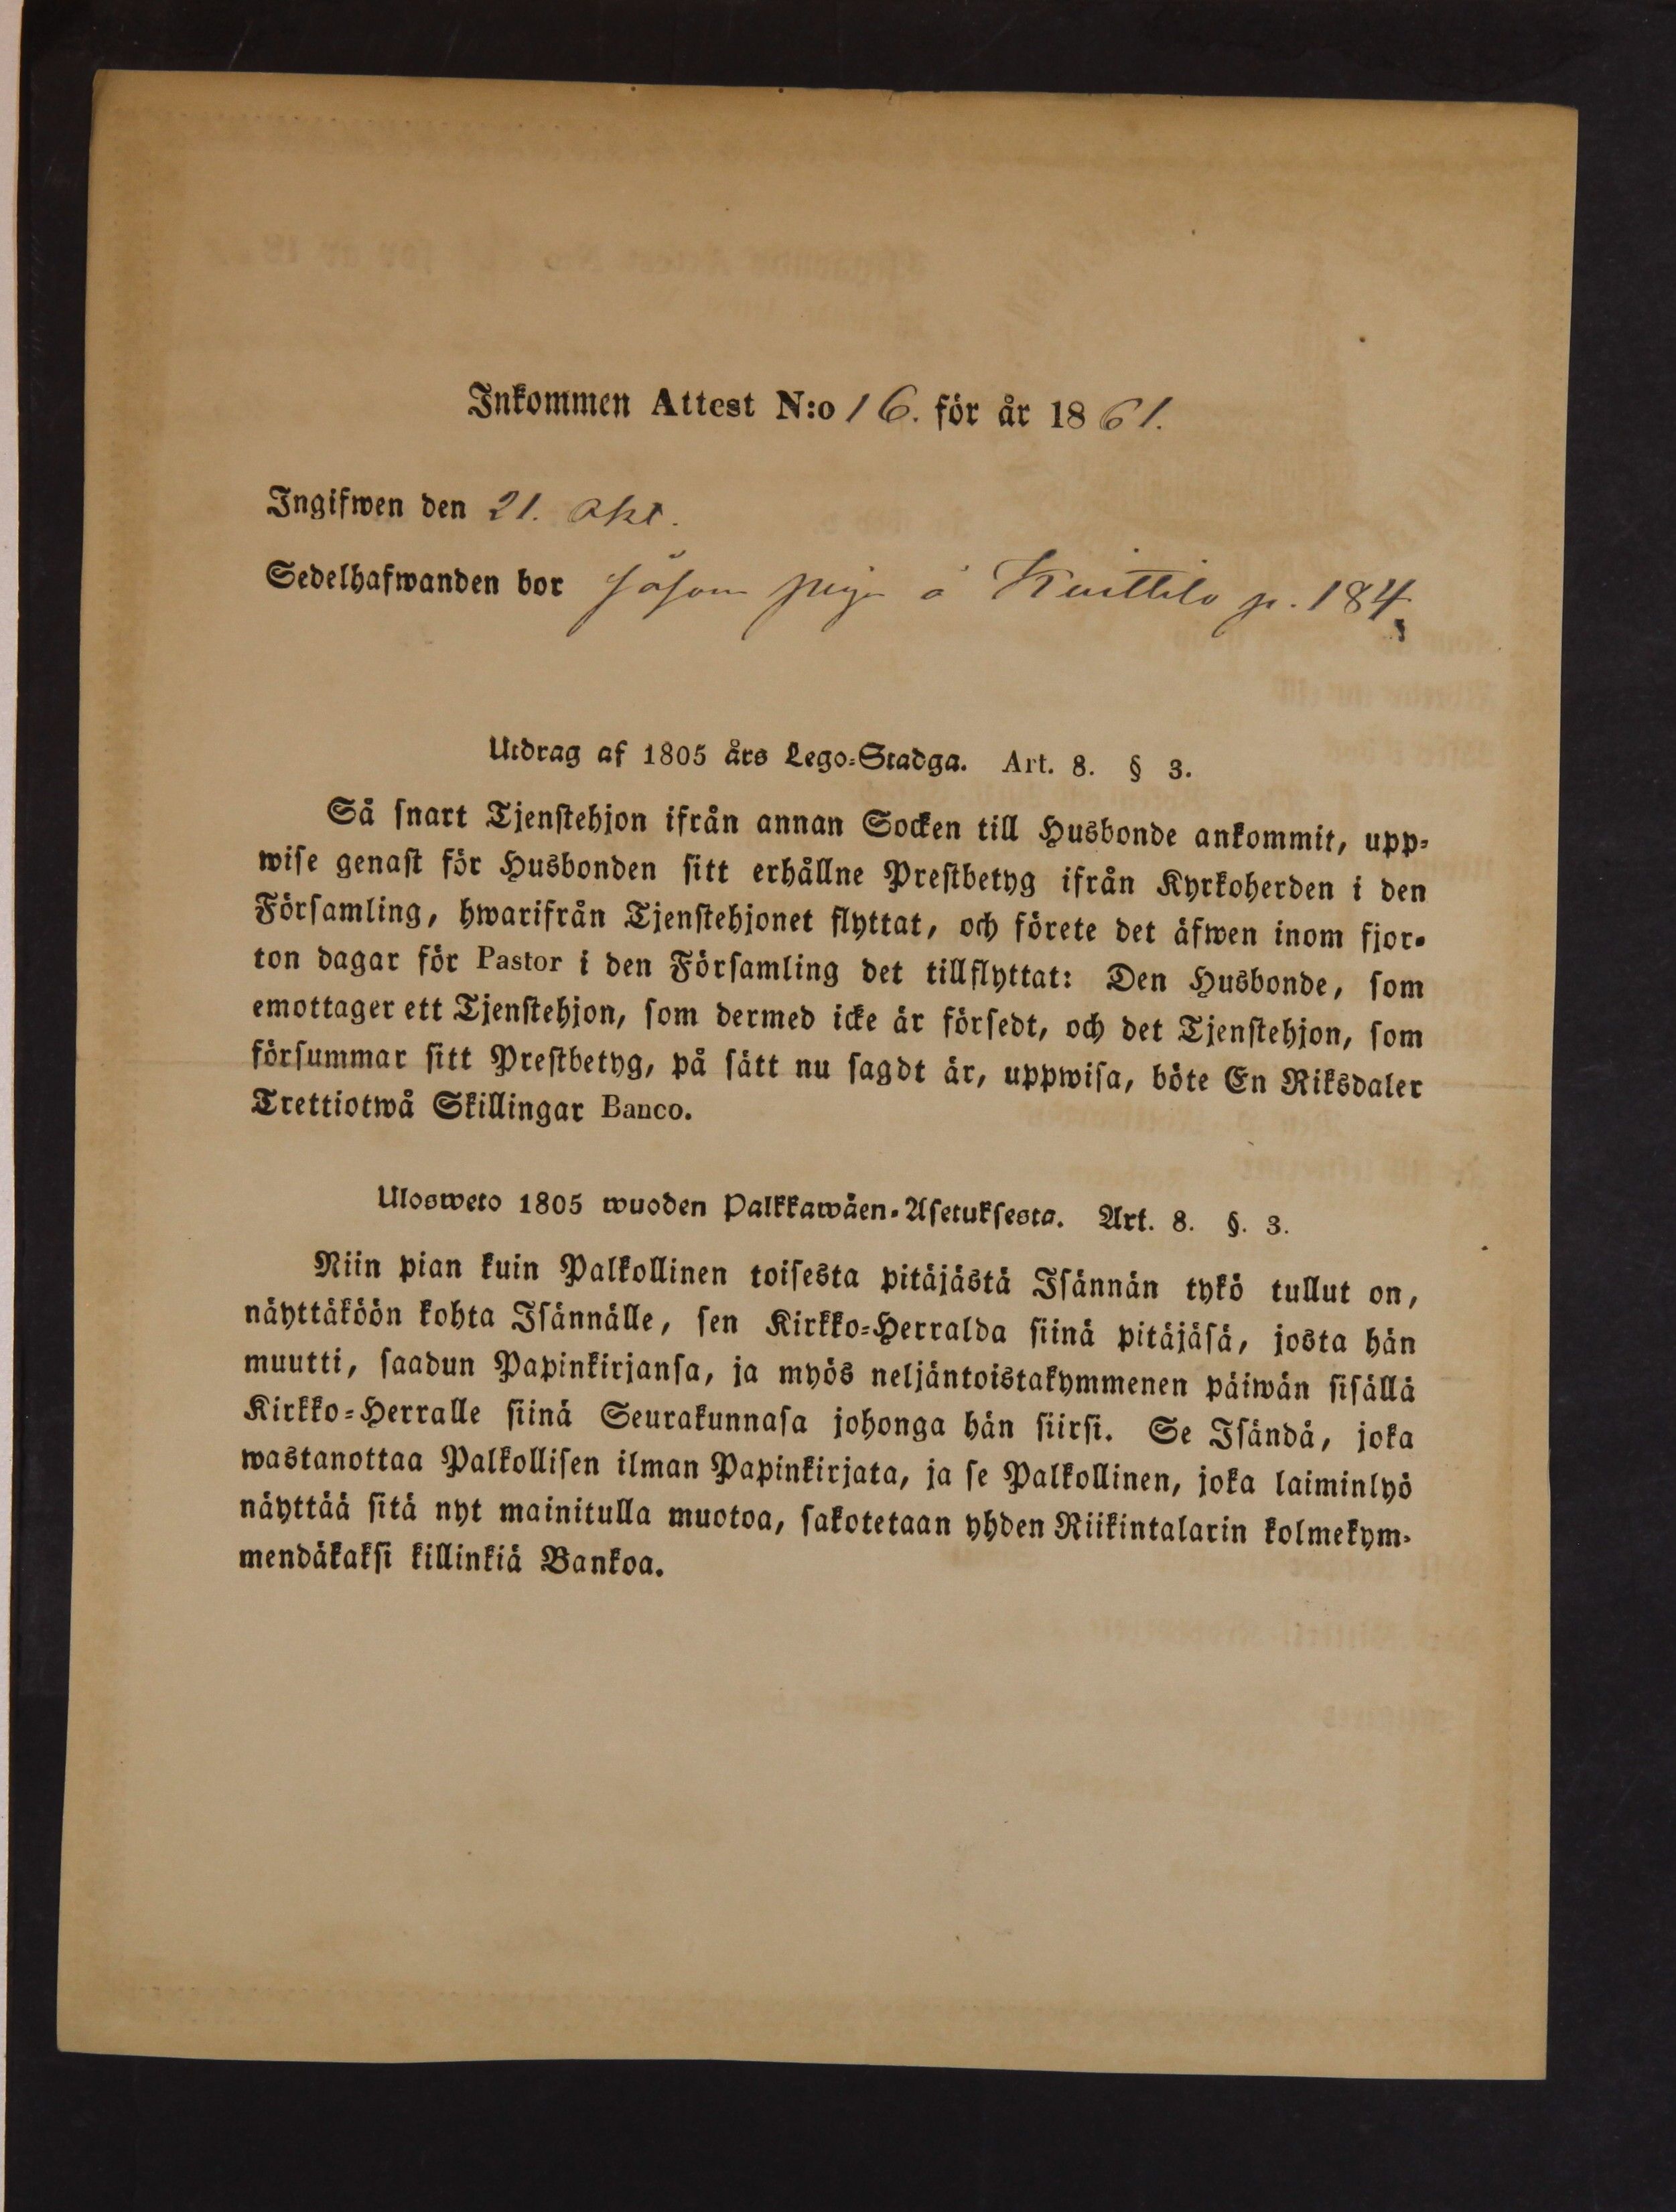 Inkommen Attest N:o 16. för år 1861.
Ingifwen den 21. Okt.
Sedelhafwanden bor såsom piga å Kuittila p. 184
Utdrag af 1805 års Lego-Stadga. Art. 8. § 3.
Så snart Tjenstehjon ifrån annan Socken till Husbonde ankommit, upp-
wise genast för Husbonden sitt erhållne Prestbetyg ifrån Kyrkoherden i den
Församling, hwarifrån Tjenstehjonet flyttat, och förete det äfwen inom fjor-
ton dagar för Pastor i den Församling det tillflyttat: Den Husbonde, som
emottager ett Tjenstehjon, som dermed icke är försedt, och det Tjenstehjon, som
försummar sitt Prestbetyg, på sätt nu sagdt är, uppwisa, böte En Riksdaler
Trettiotwå Skillingar Banco.
Ulosweto 1805 wuoden Palkkawäen-Asetuksesta. Art. 8. §. 3.
Niin pian kuin Palkollinen toisesta pitäjästä Isännän tykö tullut on,
näyttäköön kohta Isännälle, sen Kirkko-Herralda siinä pitäjäsä, josta hän
muutti, saadun Papinkirjansa, ja myös neljäntoistakymmenen päiwän sisällä
Kirkko-Herralle siinä Seurakunnasa johonga hän siirsi. Se Isändä, joka
wastanottaa Palkollisen ilman Papinkirjata, ja se Palkollinen, joka laiminlyö
näyttää sitä nyt mainitulla muotoa, sakotetaan yhden Riikintalarin kolmekym-
mendäkaksi killinkiä Bankoa.